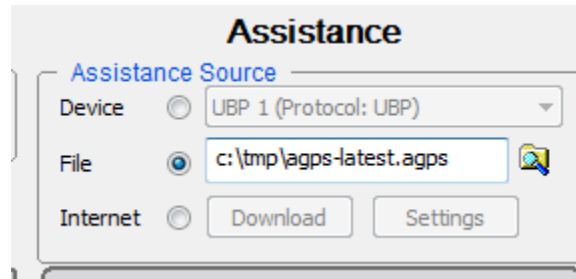 Assistance
Assistance Source
Device UBP 1 (Protocol: UBP)
File c:\tmp\agps-latest.agps
Internet Download Settings